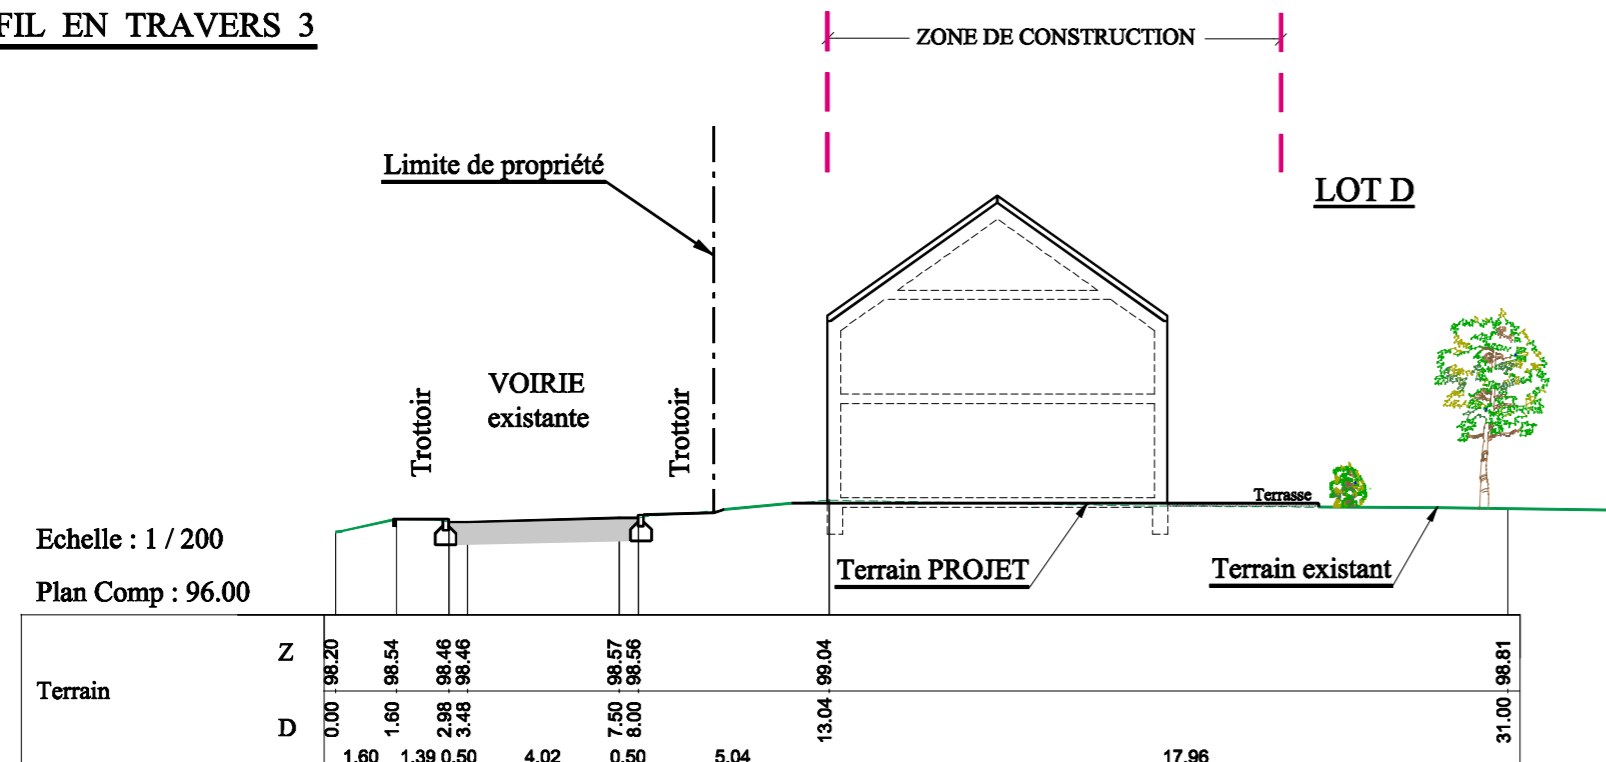 FIL EN TRAVERS 3
ZONE DE CONSTRUCTION
Limite de propriété
LOT D
VOIRIE
existante
Trottoir
Trottoir
Terrasse
Echelle : 1 / 200
Plan Comp : 96.00
Terrain PROJET
Terrain existant
Terrain
Z
98.20 98.54 98.46 98.46 98.57 98.56 99.04 98.81
D
0.00 1.60 2.98 3.48 7.50 8.00 13.04 31.00
1.60 1.39 0.50 4.02 0.50 5.04 17.96